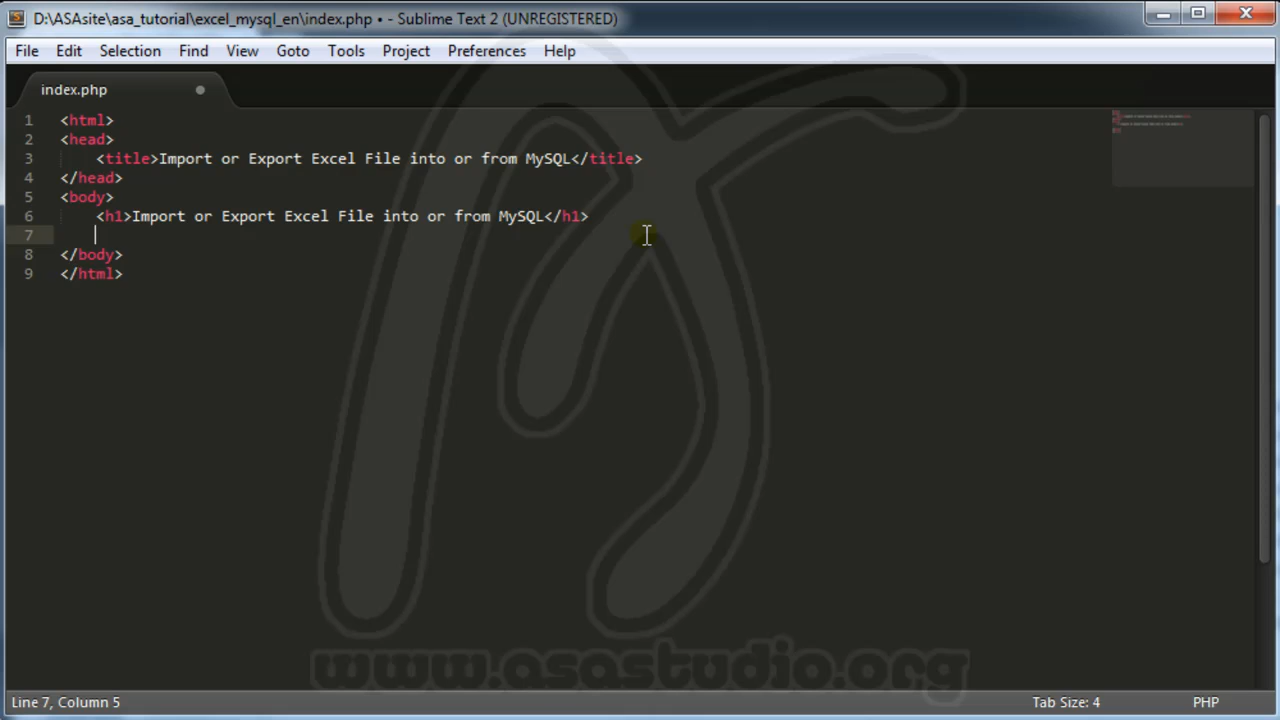 D:\ASAsite\asa_tutorial\excel_mysql_en\index.php • - Sublime Text 2 (UNREGISTERED)
File Edit Selection Find View Goto Tools Project Preferences Help
index.php
1 <html>
2 <head>
3     <title>Import or Export Excel File into or from MySQL</title>
4 </head>
5 <body>
6     <h1>Import or Export Excel File into or from MySQL</h1>
7
8 </body>
9 </html>
www.asastudio.org
Line 7, Column 5 Tab Size: 4 PHP